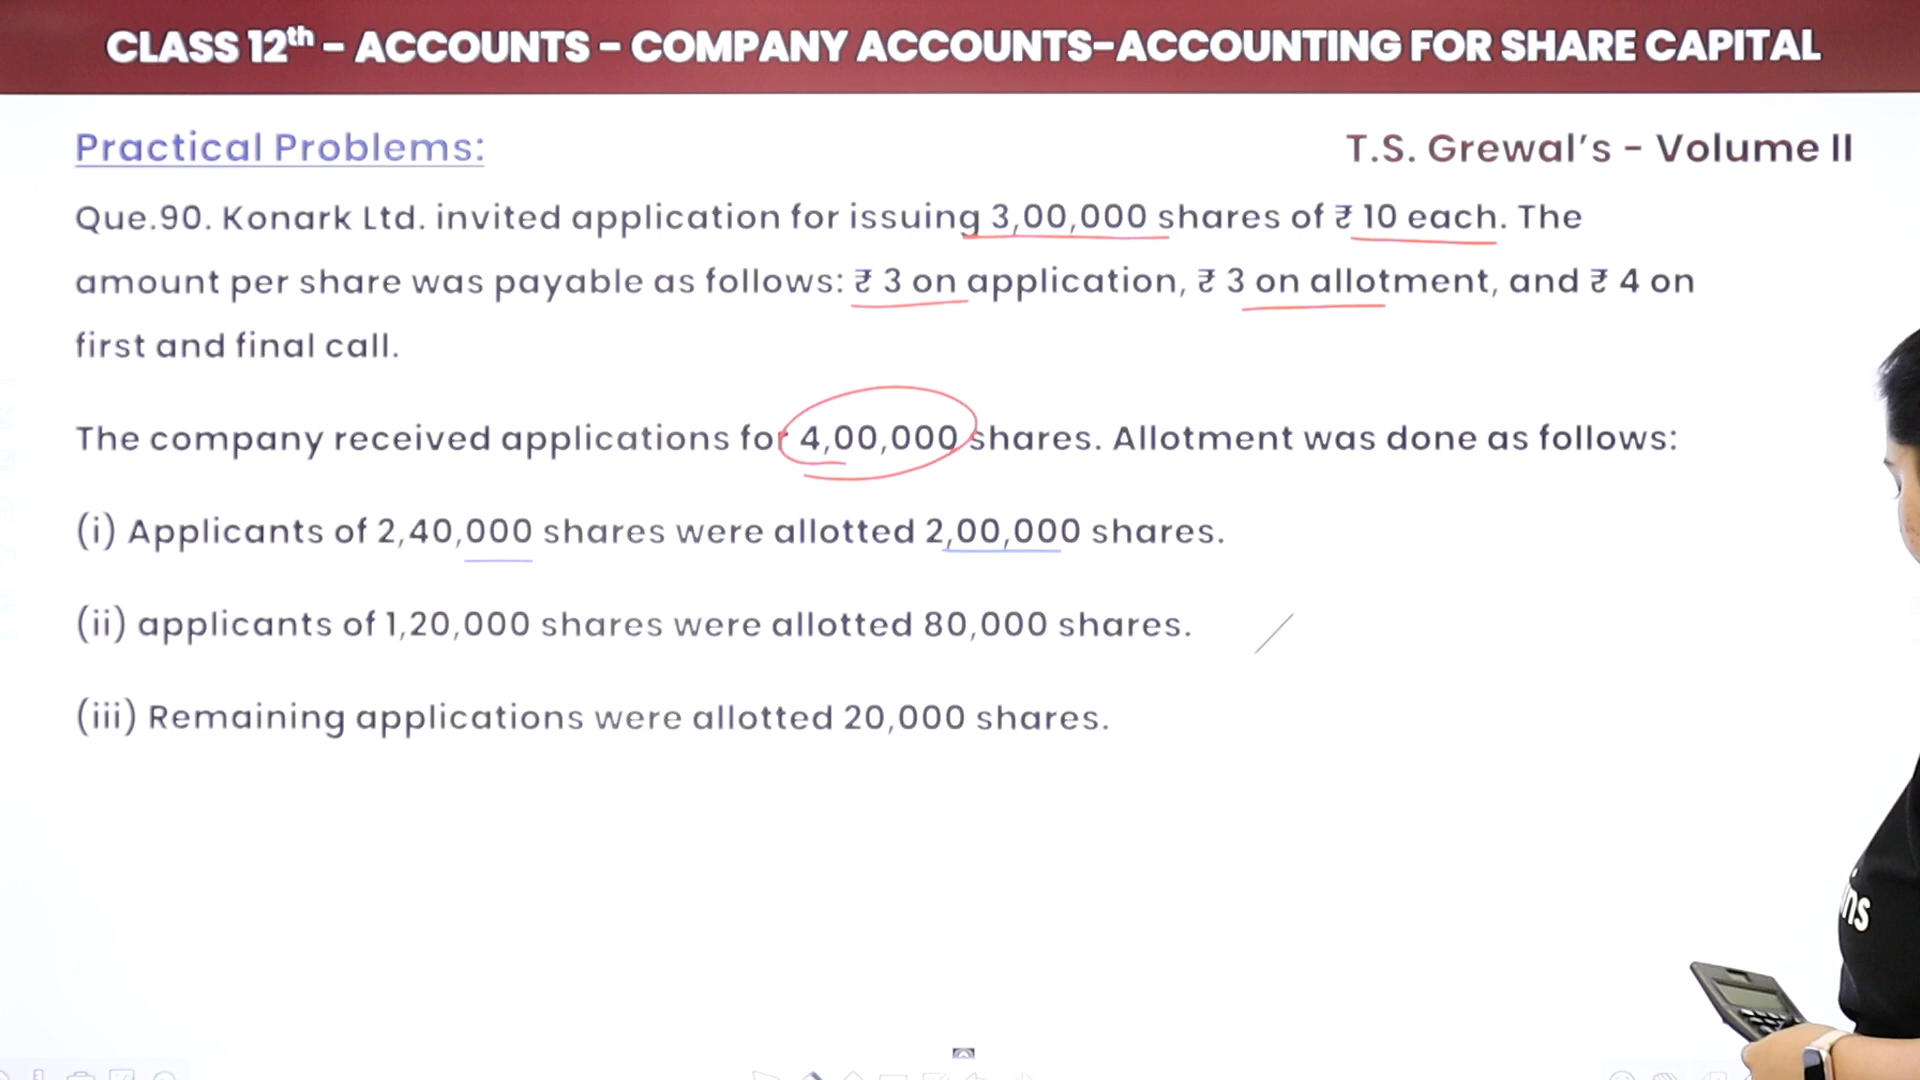 CLASS 12th – ACCOUNTS – COMPANY ACCOUNTS–ACCOUNTING FOR SHARE CAPITAL
Practical Problems:
T.S. Grewal's – Volume II
Que.90. Konark Ltd. invited application for issuing 3,00,000 shares of ₹ 10 each. The
amount per share was payable as follows: ₹ 3 on application, ₹ 3 on allotment, and ₹ 4 on
first and final call.
The company received applications for 4,00,000 shares. Allotment was done as follows:
(i) Applicants of 2,40,000 shares were allotted 2,00,000 shares.
(ii) applicants of 1,20,000 shares were allotted 80,000 shares.
(iii) Remaining applications were allotted 20,000 shares.